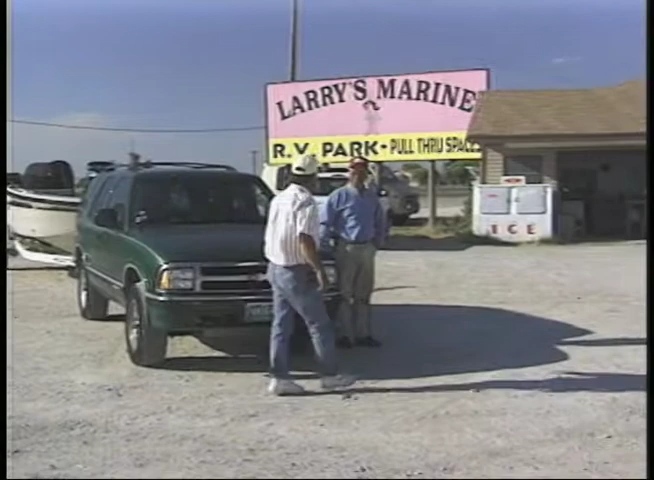 LARRY'S MARINE
R.V. PARK - PULL THRU SPACES
ICE